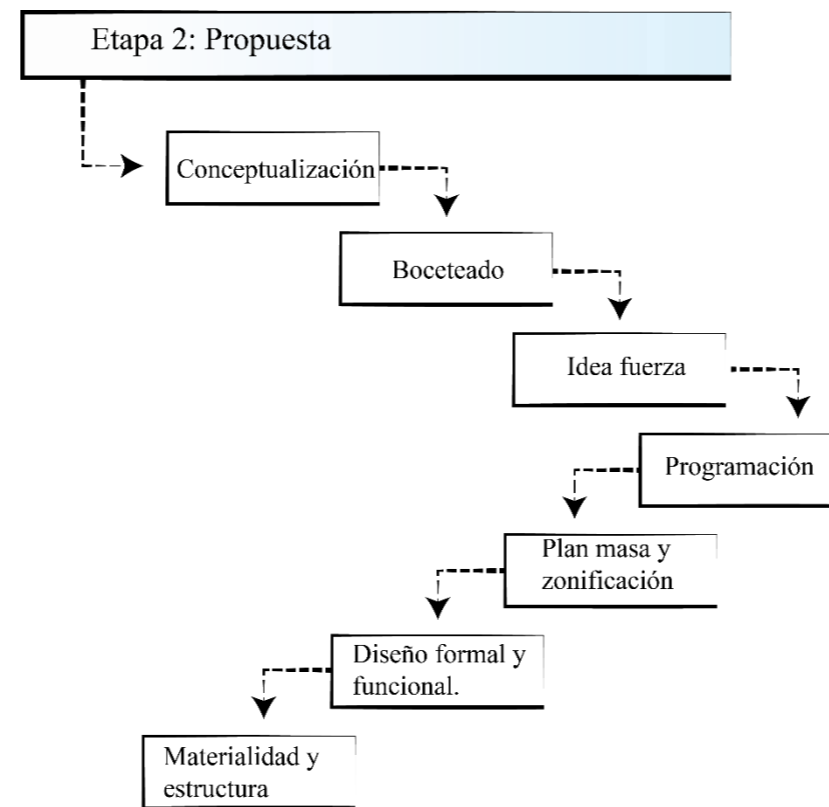 Etapa 2: Propuesta
Conceptualización
Boceteado
Idea fuerza
Programación
Plan masa y
zonificación
Diseño formal y
funcional.
Materialidad y
estructura